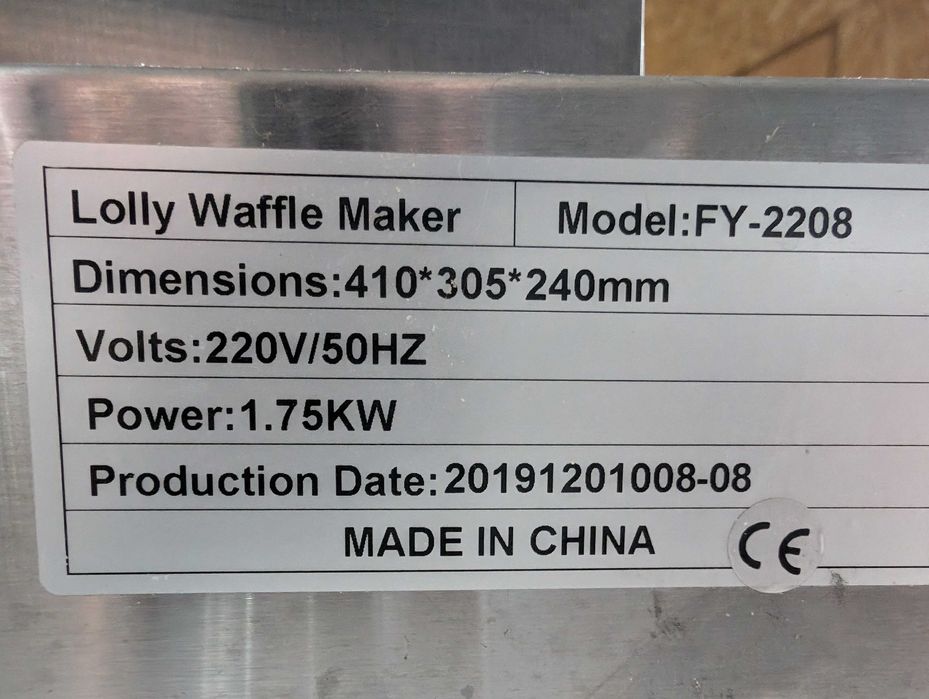 Lolly Waffle Maker Model:FY-2208
Dimensions:410*305*240mm
Volts:220V/50HZ
Power:1.75KW
Production Date:20191201008-08
MADE IN CHINA CE